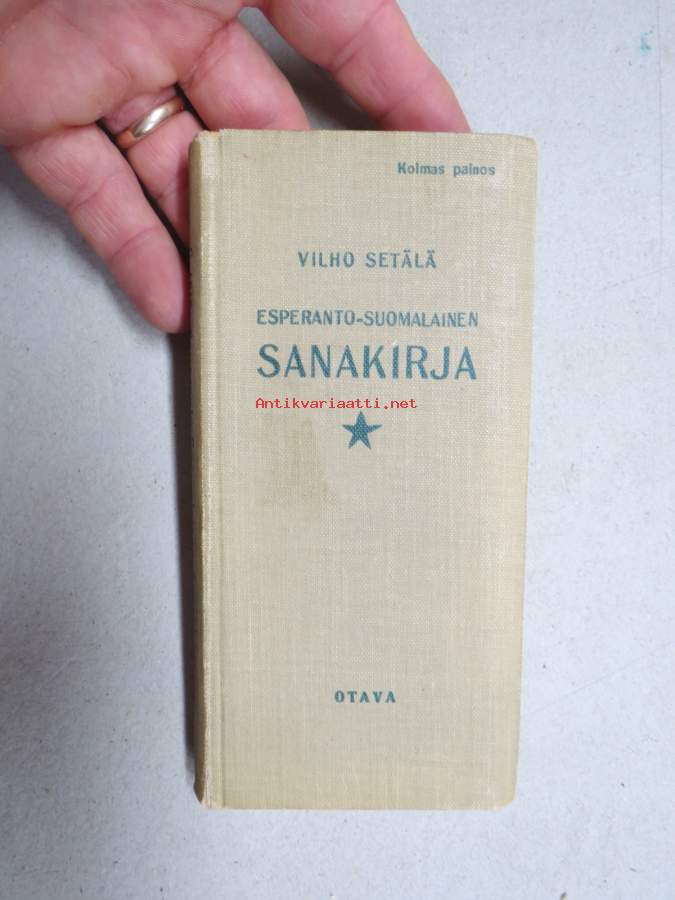 Kolmas painos
VILHO SETÄLÄ
ESPERANTO-SUOMALAINEN
SANAKIRJA
Antikvariaatti.net
OTAVA